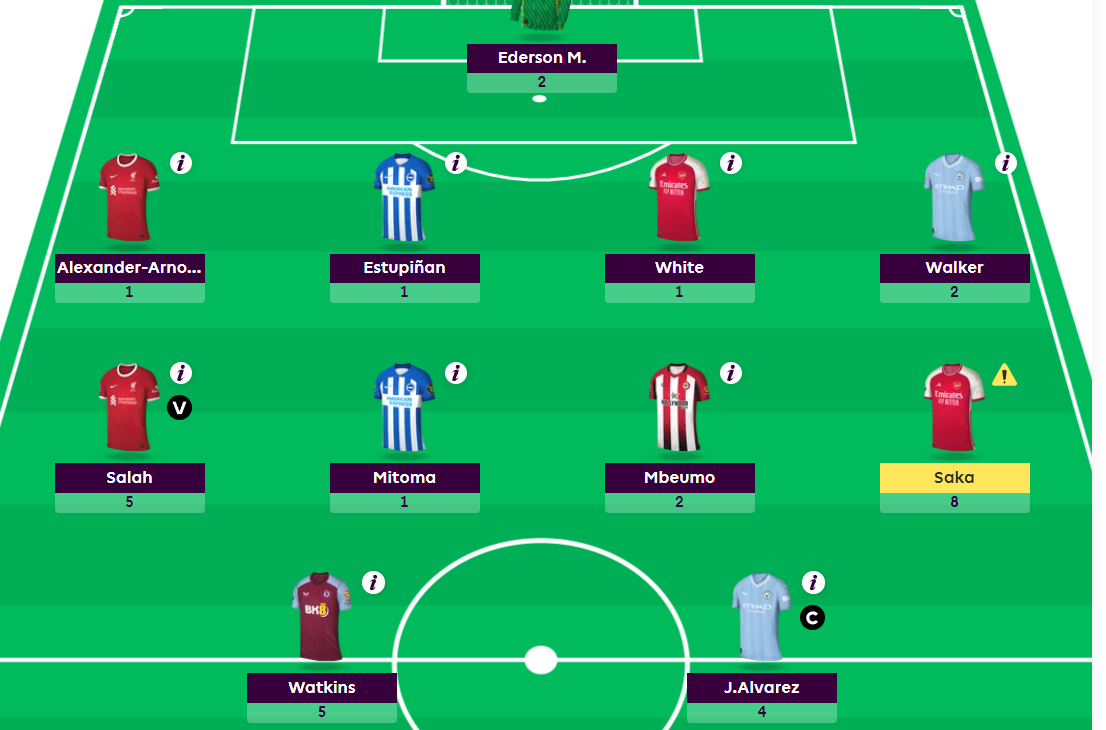 Ederson M.
2
Alexander-Arno...
1
Estupiñan
1
White
1
Walker
2
V
Salah
5
Mitoma
1
Mbeumo
2
Saka
8
C
Watkins
5
J.Alvarez
4